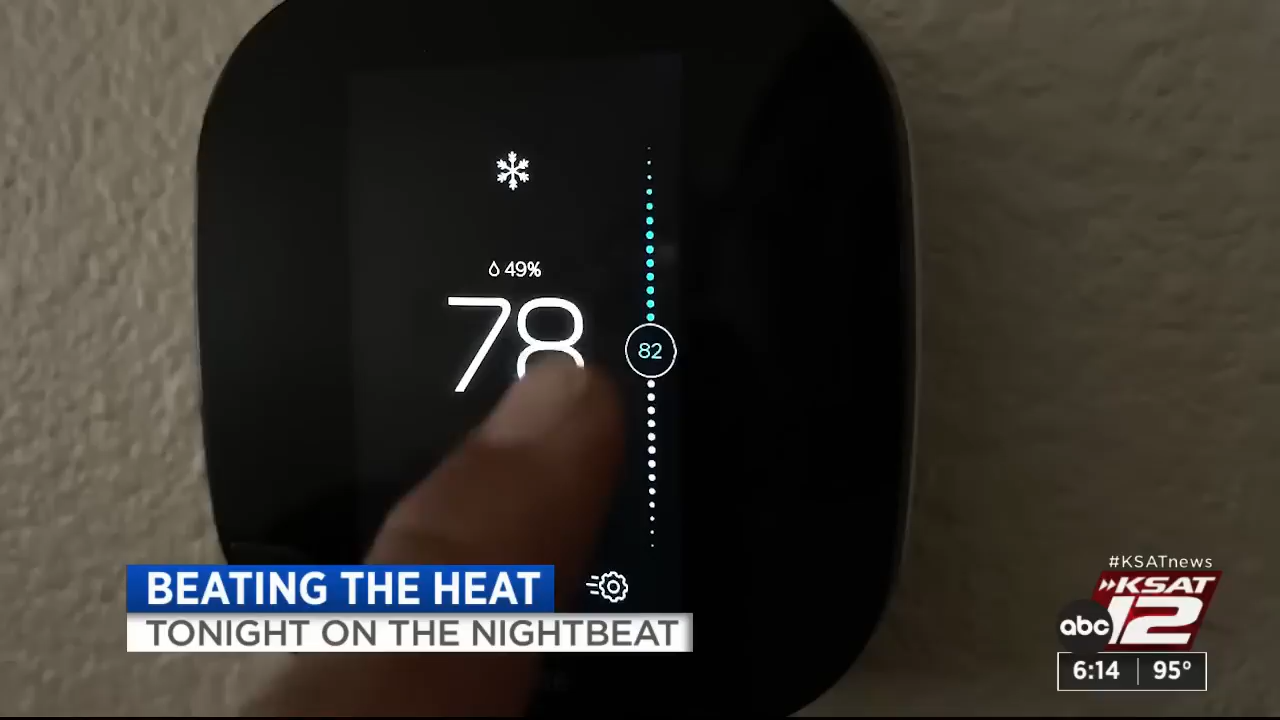 49%
78
82
BEATING THE HEAT
TONIGHT ON THE NIGHTBEAT
#KSATnews
KSAT
abc 12
6:14 95°